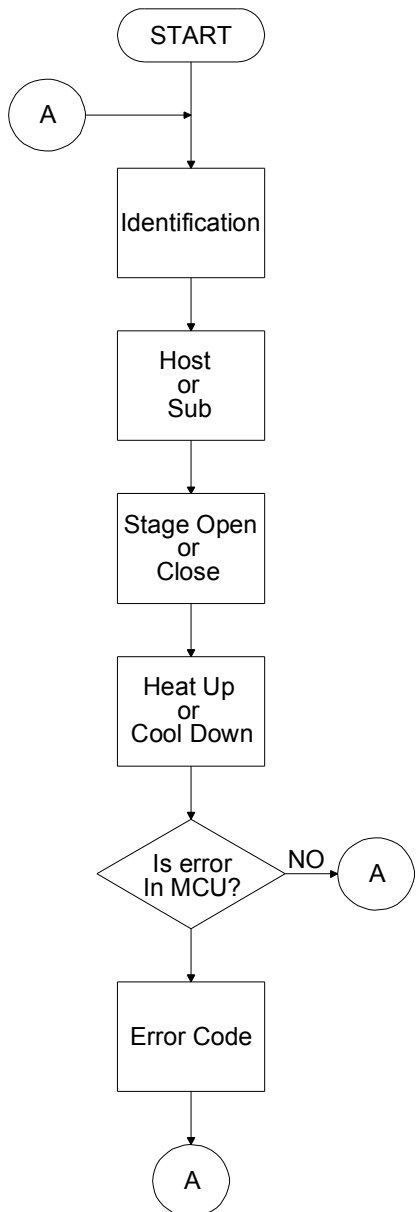 START
A
Identification
Host
or
Sub
Stage Open
or
Close
Heat Up
or
Cool Down
Is error
In MCU?
NO
A
Error Code
A